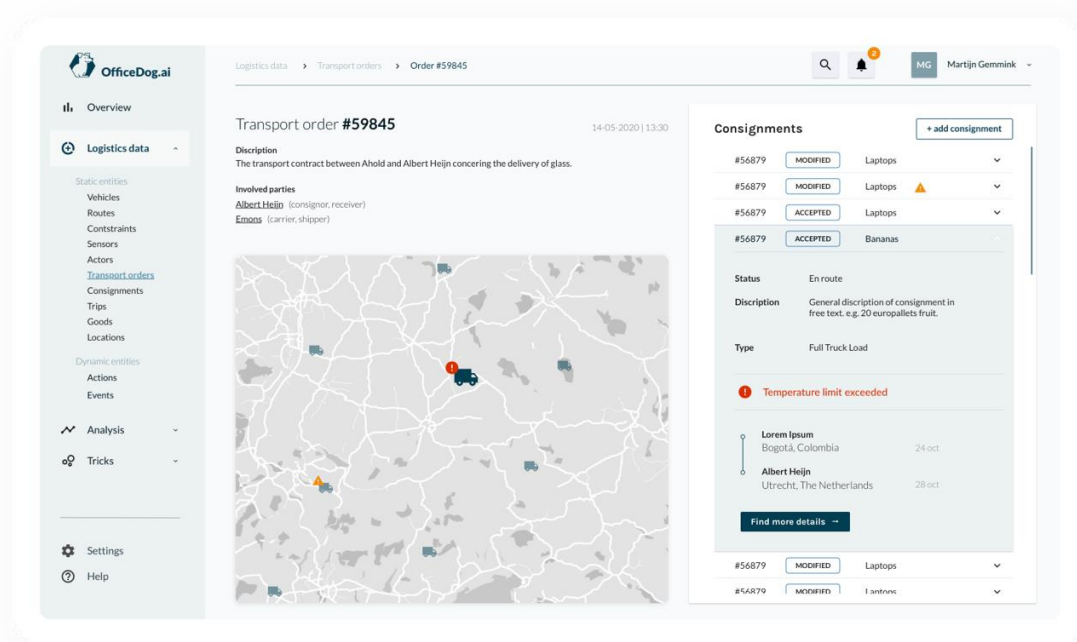 OfficeDog.ai
Overview
Logistics data
Static entities
Vehicles
Routes
Contstraints
Sensors
Actors
Transport orders
Consignments
Trips
Goods
Locations
Dynamic entities
Actions
Events
Analysis
Tricks
Settings
Help
Logistics data > Transport orders > Order #59845
2
MG Martijn Gemmink
Transport order #59845
14-05-2020 | 13:30
Discription
The transport contract between Ahold and Albert Heijn concering the delivery of glass.
Involved parties
Albert Heijn (consignor, receiver)
Emons (carrier, shipper)
Consignments + add consignment
#56879 MODIFIED Laptops
#56879 MODIFIED Laptops
#56879 ACCEPTED Laptops
#56879 ACCEPTED Bananas
Status En route
Discription General discription of consignment in
free text. e.g. 20 europallets fruit.
Type Full Truck Load
Temperature limit exceeded
Lorem Ipsum
Bogotá, Colombia 24 oct
Albert Heijn
Utrecht, The Netherlands 28 oct
Find more details →
#56879 MODIFIED Laptops
#56879 MODIFIED Laptops